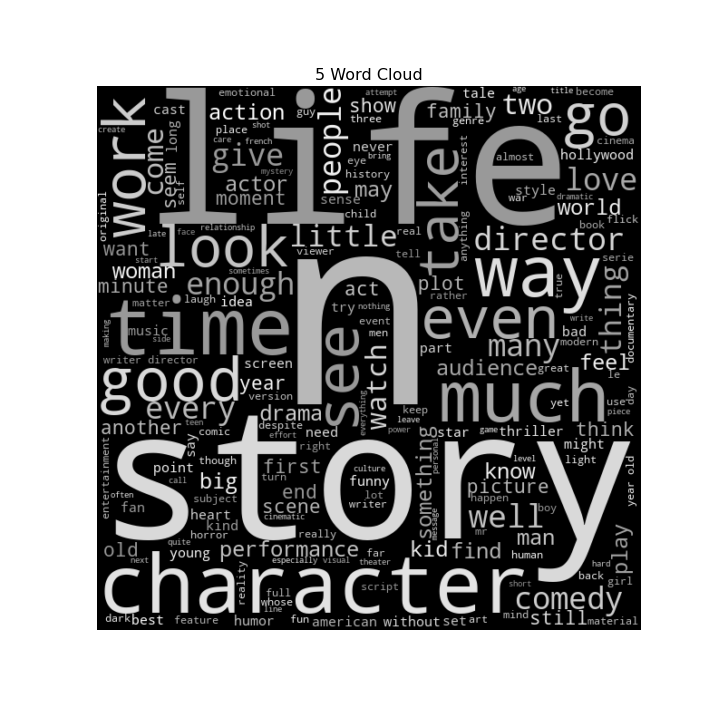 5 Word Cloud
emotional
attempt
age
title become
tale
work
life
people
cast
action
guy
three
show
family
two
last
go
genre
create
place
shot
cinema
come
seem
long
care
french
never
almost
hollywood
give
eye
bring
take
interest
mystery
history
actor
self
moment
sense
may
style
war
dramatic
love
original
child
book
world
flick
late
face
relationship
real
anything
look
little
director
want
viewer
tell
serie
start
sometimes
woman
n
plot
way
true
thing
documentary
minute
enough
act
rather
matter
laugh
idea
try
nothing
write
time
making
music
event
even
bad
modern
side
men
part
many
writer director
see
screen
watch
audience
great
feel
le
good
year
version
everything
keep
much
yet
use
day
every
drama
leave
piece
another
teen
despite
need
power
star
game
thriller
think
say
comic
effort
right
story
might
entertainment
point
though
first
culture
something
personal
level
light
know
year old
call
big
turn
funny
lot
picture
often
subject
end
writer
message
happen
boy
fan
heart
scene
cinematic
well
kind
mr
man
quite
horror
really
old
young
performance
far
kid
find
human
play
next
especially
visual
theater
hard
back
girl
character
reality
full
script
short
whose
comedy
line
dark
best
feature
humor
fun
american
without
set
art
mind
still
material